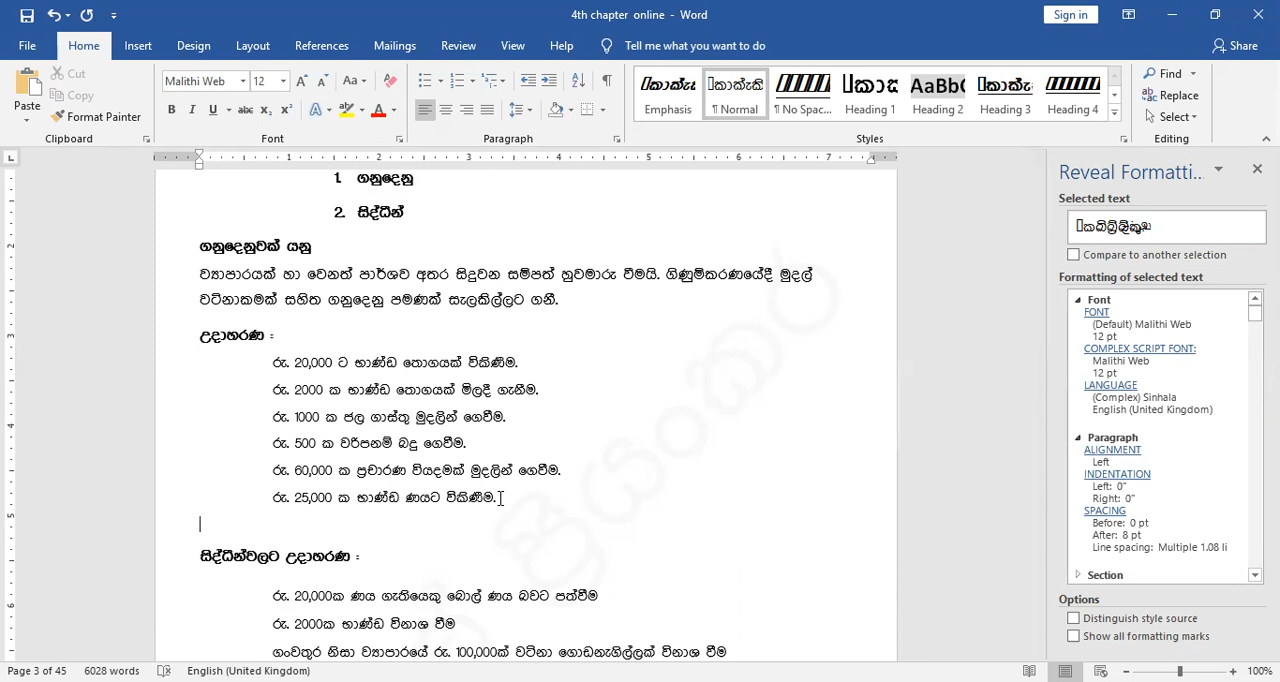 4th chapter online - Word
Sign in
File Home Insert Design Layout References Mailings Review View Help Tell me what you want to do Share
Cut
Copy
Paste
Format Painter
Clipboard
Malithi Web 12
Font
Paragraph
Emphasis ¶ Normal ¶ No Spac... Heading 1 Heading 2 Heading 3 Heading 4
AaBbC
Styles
Find
Replace
Select
Editing
1 2 3 4 5 6 7
1. ගනුදෙනු
2. සිද්ධීන්
ගනුදෙනුවක් යනු
ව්‍යාපාරයක් හා වෙනත් පාර්ශව අතර සිදුවන සම්පත් හුවමාරු වීමයි. ගිණුම්කරණයේදී මුදල්
වටිනාකමක් සහිත ගනුදෙනු පමණක් සැලකිල්ලට ගනී.
උදාහරණ :
රු. 20,000 ට භාණ්ඩ තොගයක් විකිණිම.
රු. 2000 ක භාණ්ඩ තොගයක් මිලදී ගැනීම.
රු. 1000 ක ජල ගාස්තු මුදලින් ගෙවීම.
රු. 500 ක වරිපනම් බදු ගෙවීම.
රු. 60,000 ක ප්‍රචාරණ වියදමක් මුදලින් ගෙවීම.
රු. 25,000 ක භාණ්ඩ ණයට විකිණීම.
සිද්ධීන්වලට උදාහරණ :
රු. 20,000ක ණය ගැතියෙකු බොල් ණය බවට පත්වීම
රු. 2000ක භාණ්ඩ විනාශ වීම
ගංවතුර නිසා ව්‍යාපාරයේ රු. 100,000ක් වටිනා ගොඩනැගිල්ලක් විනාශ වීම
Reveal Formatti...
Selected text
Compare to another selection
Formatting of selected text
Font
FONT
(Default) Malithi Web
12 pt
COMPLEX SCRIPT FONT:
Malithi Web
12 pt
LANGUAGE
(Complex) Sinhala
English (United Kingdom)
Paragraph
ALIGNMENT
Left
INDENTATION
Left: 0"
Right: 0"
SPACING
Before: 0 pt
After: 8 pt
Line spacing: Multiple 1.08 li
Section
Options
Distinguish style source
Show all formatting marks
Page 3 of 45 6028 words English (United Kingdom) 100%